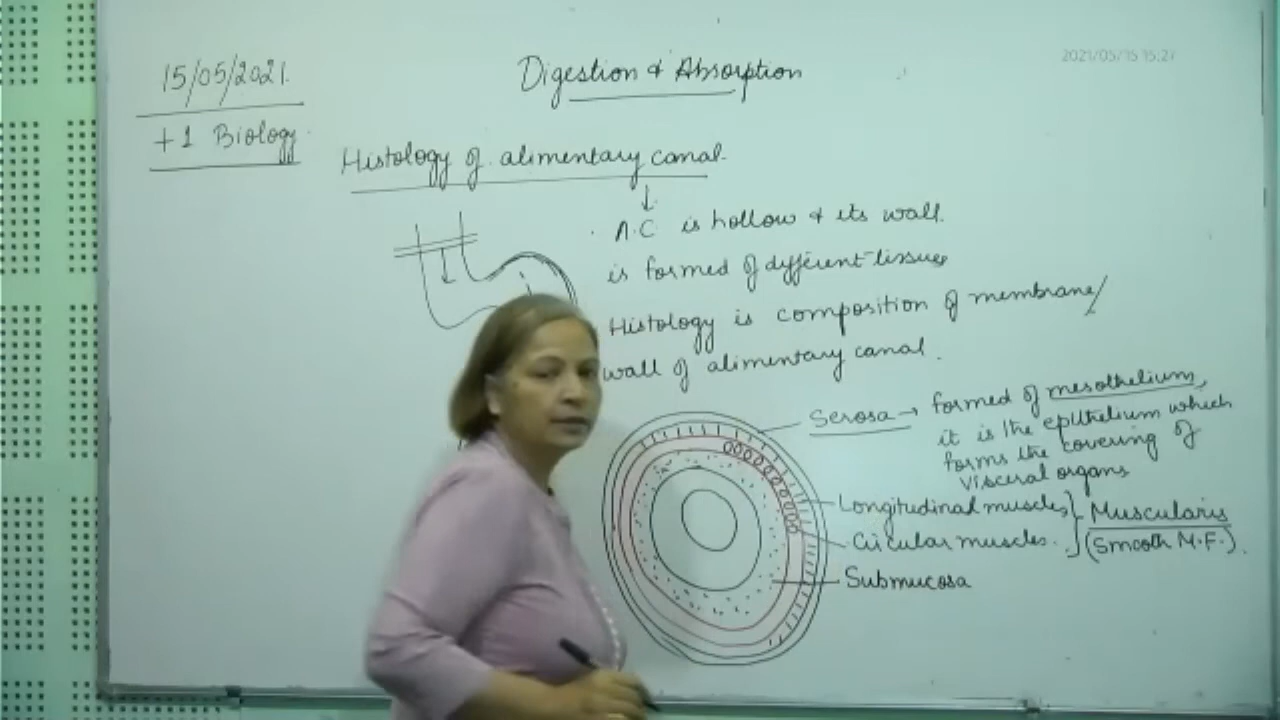 15/05/2021.
+1 Biology
Digestion & Absorption
2021/05/15 15:27
Histology of alimentary canal.
A.C is hollow & its wall
is formed of different tissues
Histology is composition of membrane/
wall of alimentary canal.
Serosa → formed of mesothelium,
it is the epithelium which
forms the covering of
visceral organs
Longitudinal muscles
Circular muscles.
Muscularis
(Smooth M.F.).
Submucosa